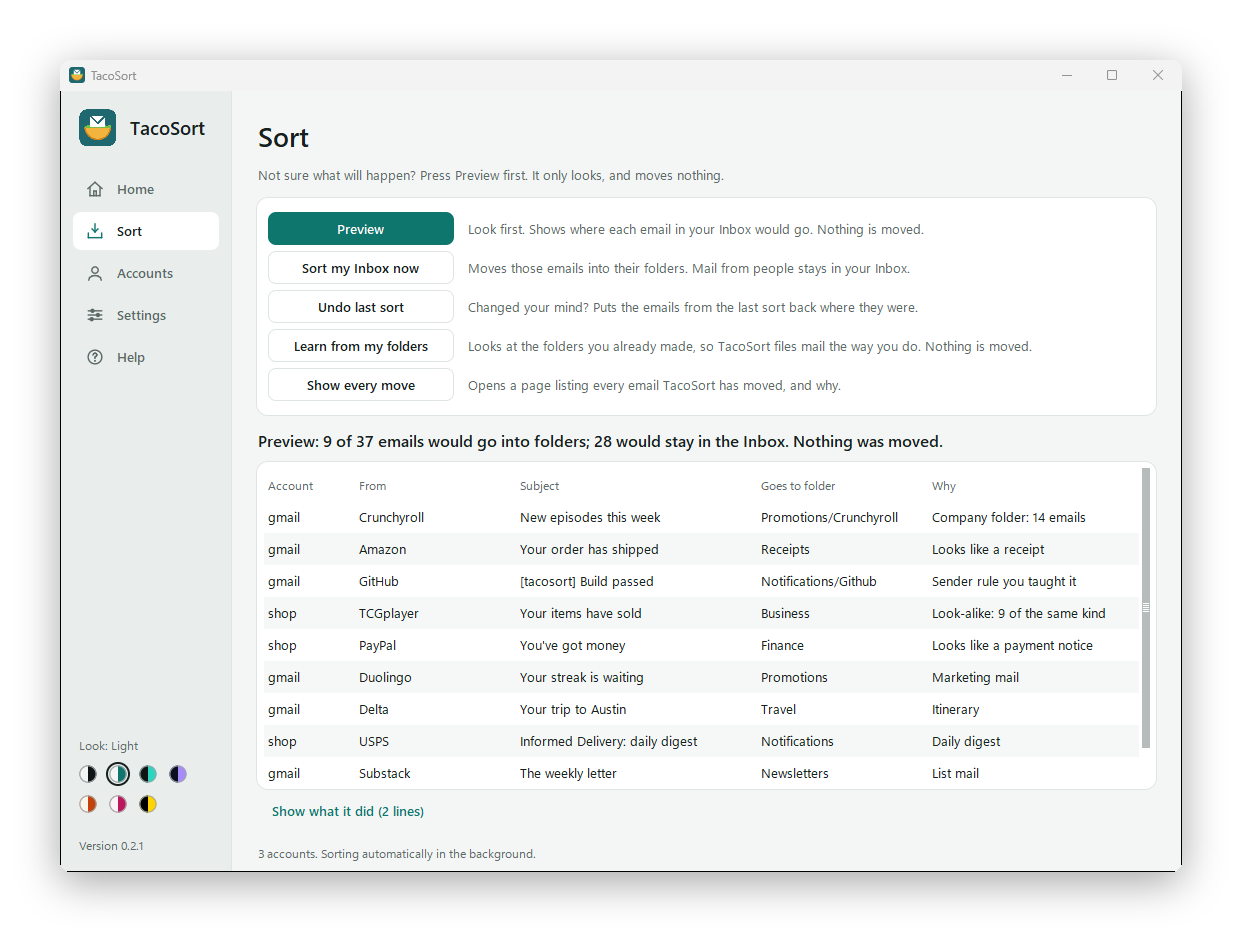 TacoSort
TacoSort
Home
Sort
Accounts
Settings
Help
Look: Light
Version 0.2.1
Sort
Not sure what will happen? Press Preview first. It only looks, and moves nothing.
Preview Look first. Shows where each email in your Inbox would go. Nothing is moved.
Sort my Inbox now Moves those emails into their folders. Mail from people stays in your Inbox.
Undo last sort Changed your mind? Puts the emails from the last sort back where they were.
Learn from my folders Looks at the folders you already made, so TacoSort files mail the way you do. Nothing is moved.
Show every move Opens a page listing every email TacoSort has moved, and why.
Preview: 9 of 37 emails would go into folders; 28 would stay in the Inbox. Nothing was moved.
Account From Subject Goes to folder Why
gmail Crunchyroll New episodes this week Promotions/Crunchyroll Company folder: 14 emails
gmail Amazon Your order has shipped Receipts Looks like a receipt
gmail GitHub [tacosort] Build passed Notifications/Github Sender rule you taught it
shop TCGplayer Your items have sold Business Look-alike: 9 of the same kind
shop PayPal You've got money Finance Looks like a payment notice
gmail Duolingo Your streak is waiting Promotions Marketing mail
gmail Delta Your trip to Austin Travel Itinerary
shop USPS Informed Delivery: daily digest Notifications Daily digest
gmail Substack The weekly letter Newsletters List mail
Show what it did (2 lines)
3 accounts. Sorting automatically in the background.